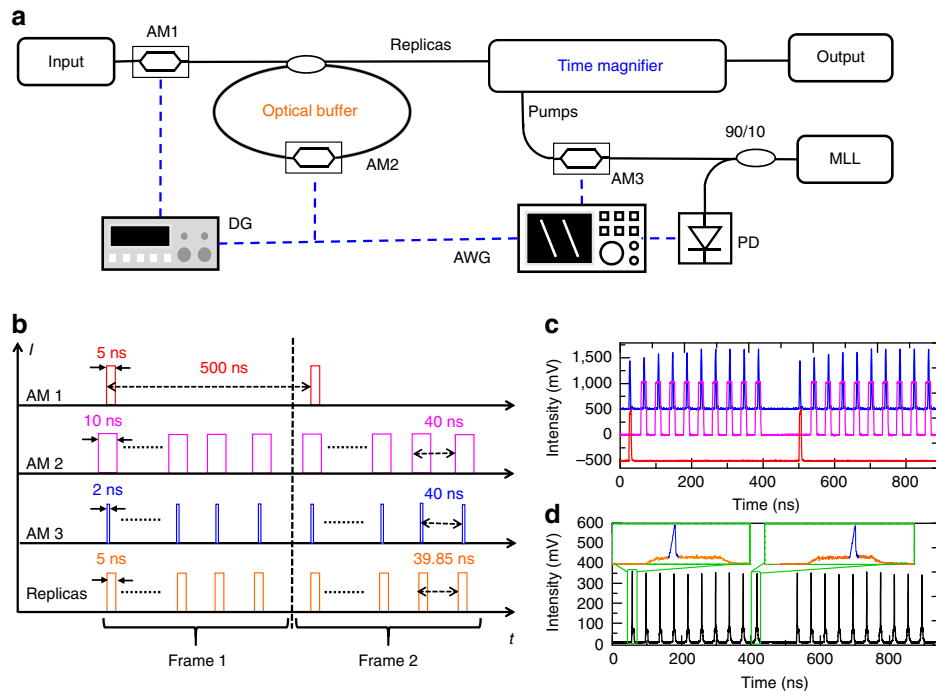 a
AM1
Input
Replicas
Time magnifier
Output
Optical buffer
Pumps
90/10
AM2
AM3
MLL
DG
AWG
PD
b
I
5 ns
500 ns
AM 1
10 ns
40 ns
AM 2
2 ns
40 ns
AM 3
5 ns
39.85 ns
Replicas
t
Frame 1
Frame 2
c
Intensity (mV)
1,500
1,000
500
0
–500
0 200 400 600 800
Time (ns)
d
Intensity (mV)
600
500
400
300
200
100
0
0 200 400 600 800
Time (ns)